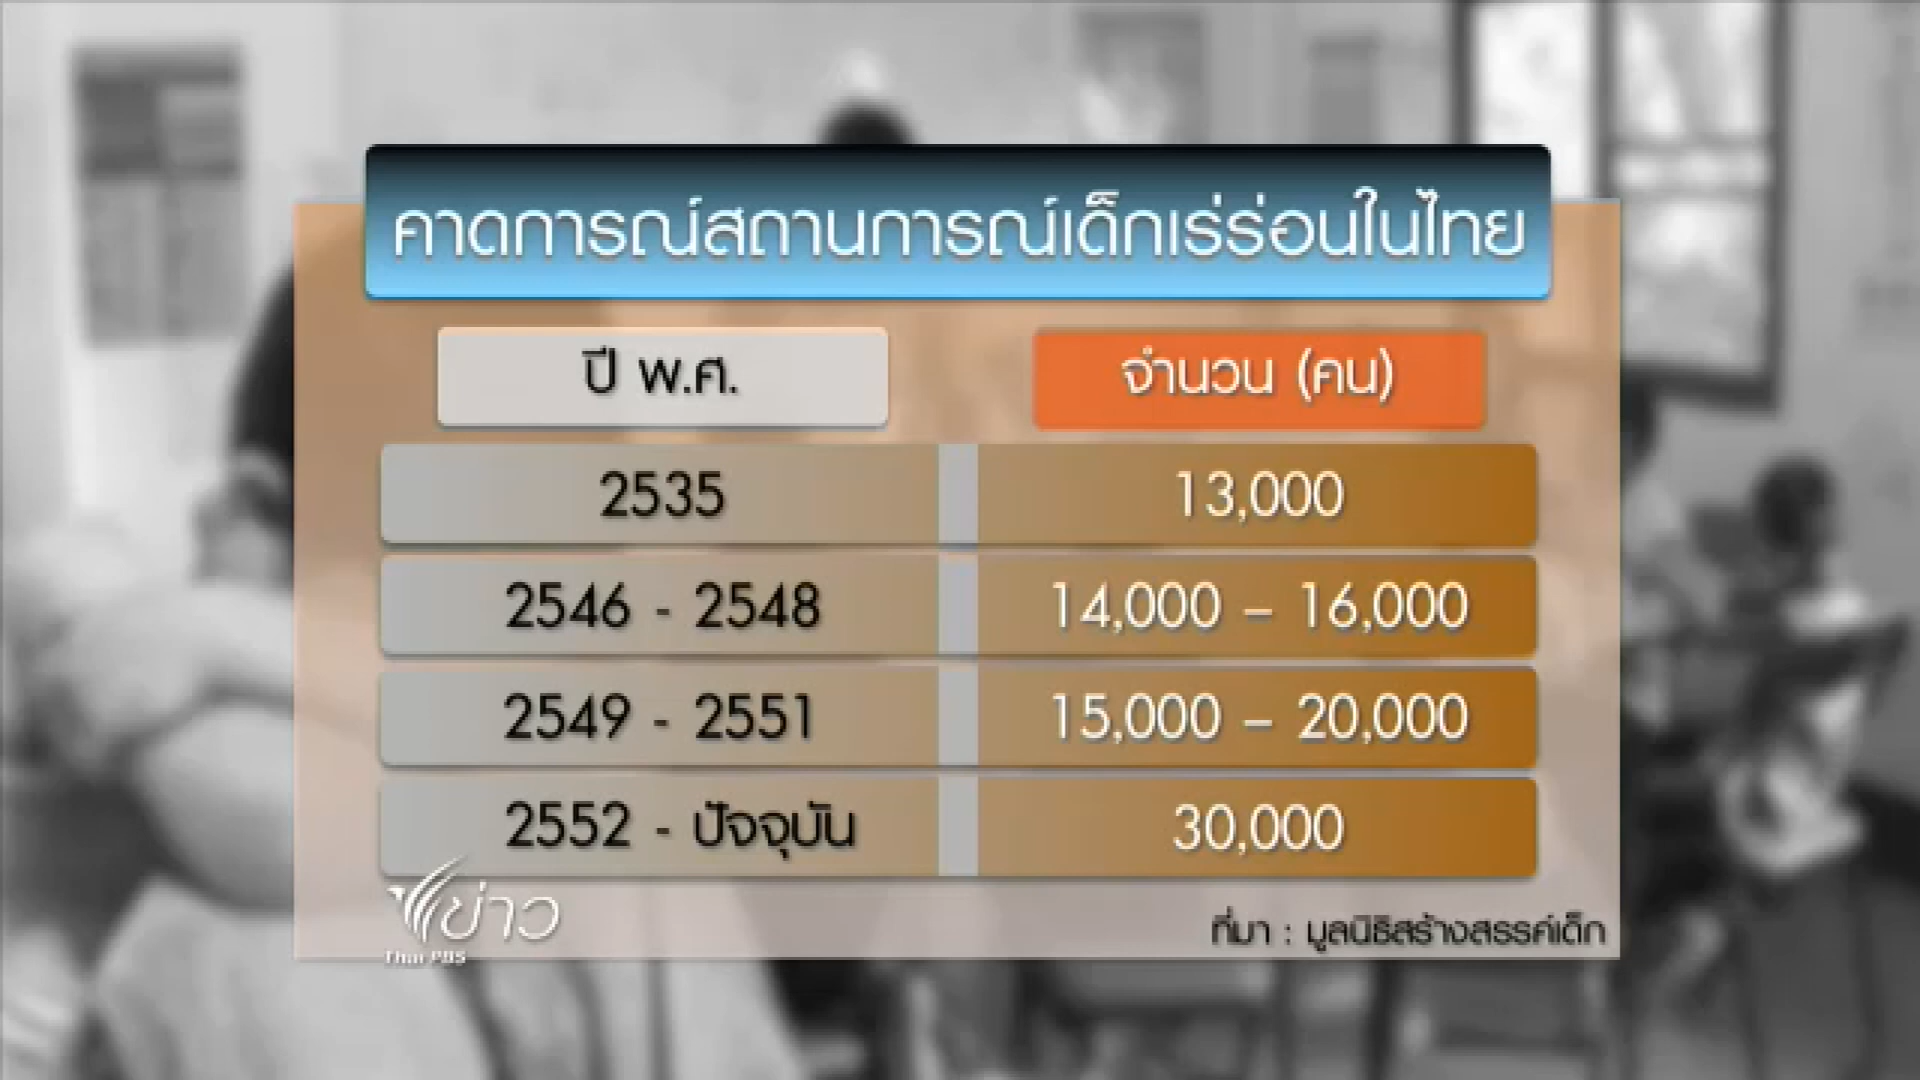 คาดการณ์สถานการณ์เด็กเร่ร่อนในไทย
ปี พ.ศ. จำนวน (คน)
2535 13,000
2546 - 2548 14,000 – 16,000
2549 - 2551 15,000 – 20,000
2552 - ปัจจุบัน 30,000
ข่าว
Thai PBS
ที่มา : มูลนิธิสร้างสรรค์เด็ก